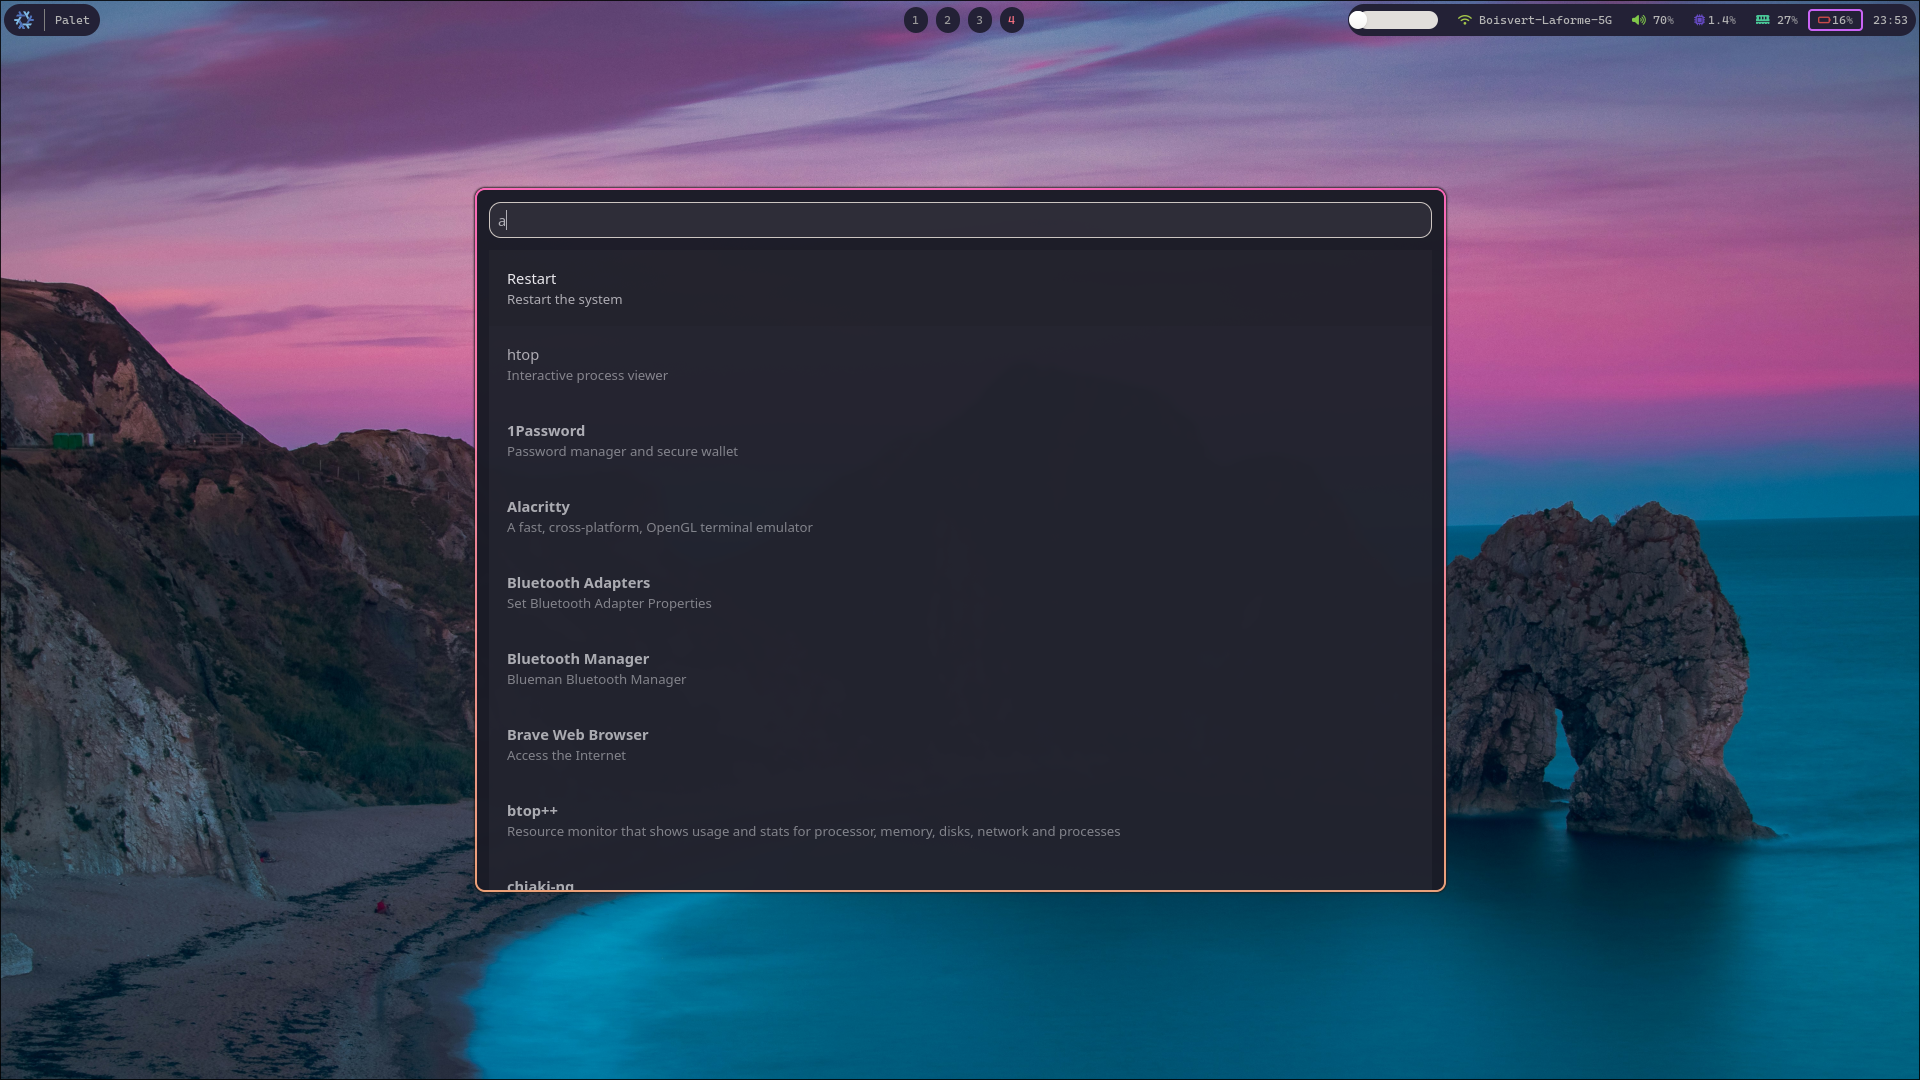 Palet
1
2
3
4
Boisvert-Laforme-5G
70%
1.4%
27%
16%
23:53
a
Restart
Restart the system
htop
Interactive process viewer
1Password
Password manager and secure wallet
Alacritty
A fast, cross-platform, OpenGL terminal emulator
Bluetooth Adapters
Set Bluetooth Adapter Properties
Bluetooth Manager
Blueman Bluetooth Manager
Brave Web Browser
Access the Internet
btop++
Resource monitor that shows usage and stats for processor, memory, disks, network and processes
chiaki-ng